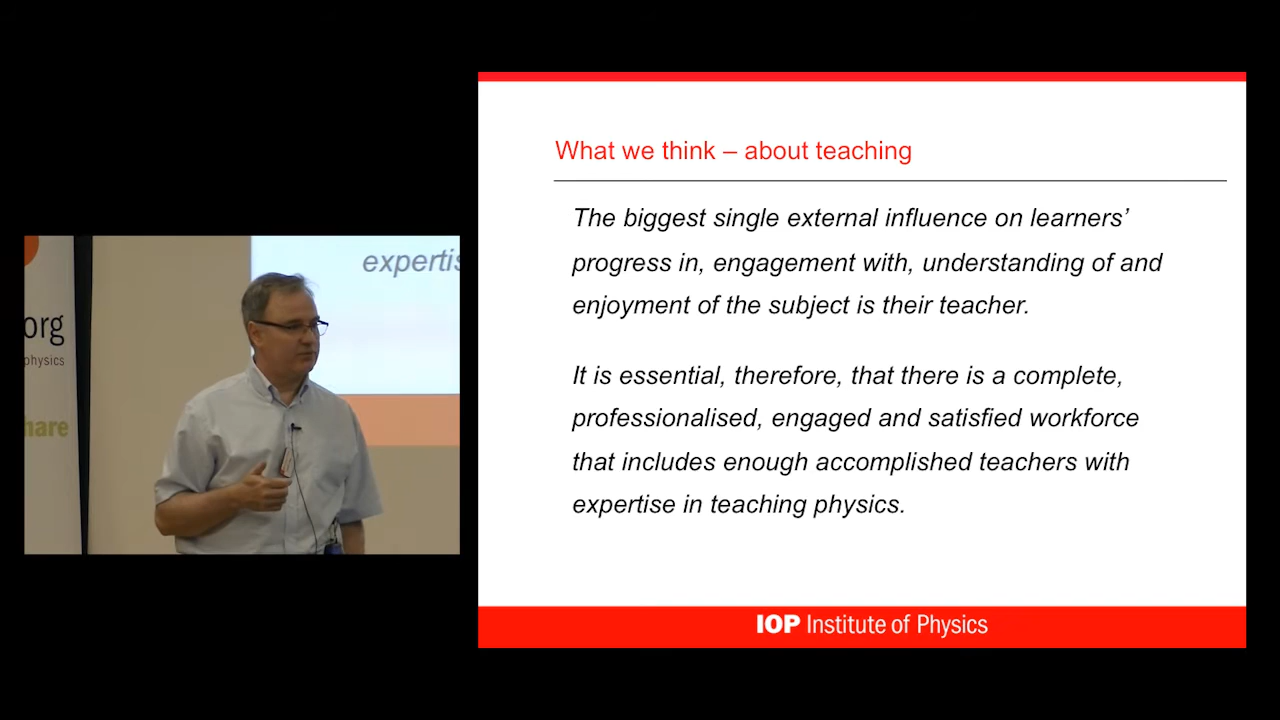 What we think – about teaching
The biggest single external influence on learners’
progress in, engagement with, understanding of and
enjoyment of the subject is their teacher.
It is essential, therefore, that there is a complete,
professionalised, engaged and satisfied workforce
that includes enough accomplished teachers with
expertise in teaching physics.
IOP Institute of Physics
expertis
org
physics
hare